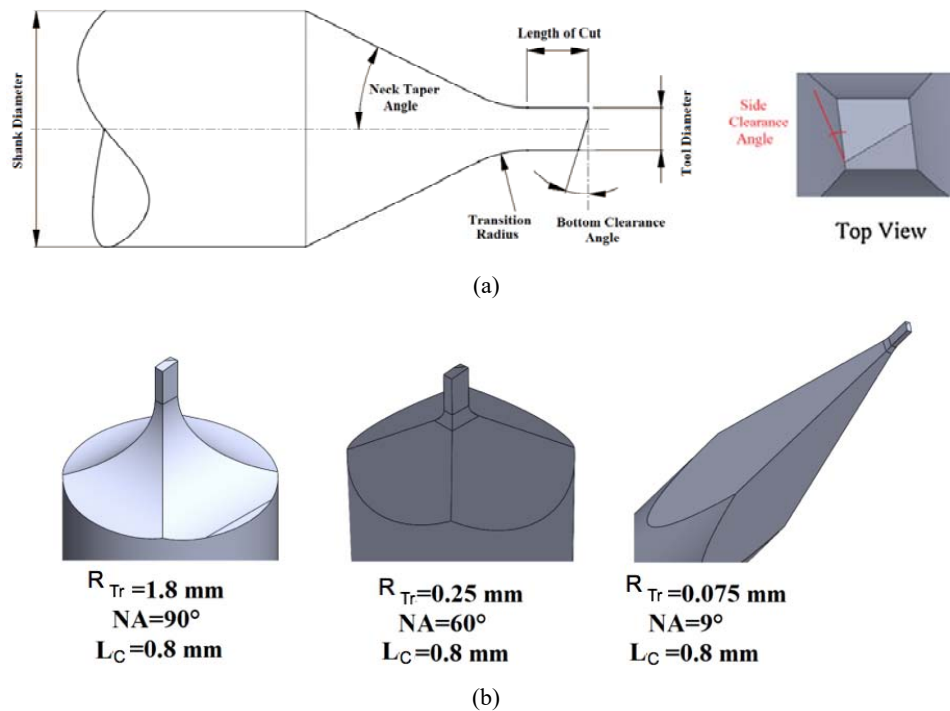 Length of Cut
Neck Taper
Angle
Shank Diameter
Tool Diameter
Side
Clearance
Angle
Transition
Radius
Bottom Clearance
Angle
Top View
(a)
R Tr=1.8 mm
NA=90°
LC=0.8 mm
R Tr=0.25 mm
NA=60°
LC=0.8 mm
R Tr=0.075 mm
NA=9°
LC=0.8 mm
(b)